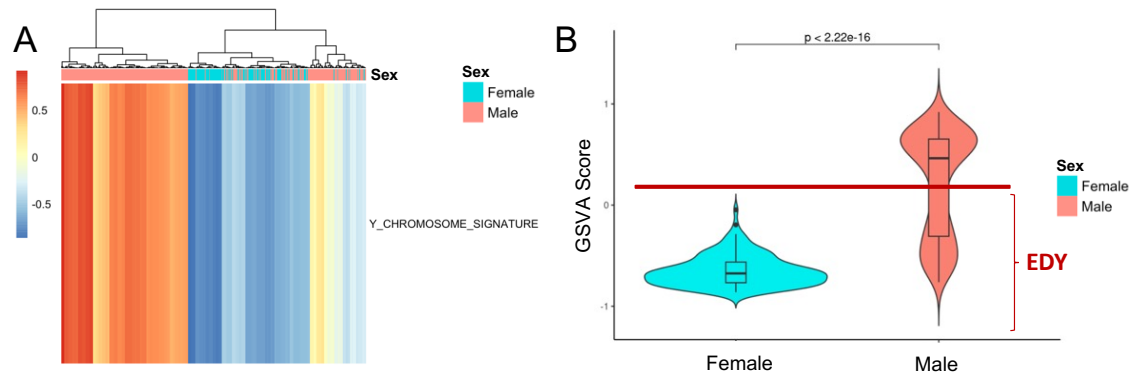 A
Sex
Sex
Female
Male
0.5
0
-0.5
Y_CHROMOSOME_SIGNATURE
B
p < 2.22e-16
GSVA Score
1
0
-1
Sex
Female
Male
EDY
Female
Male